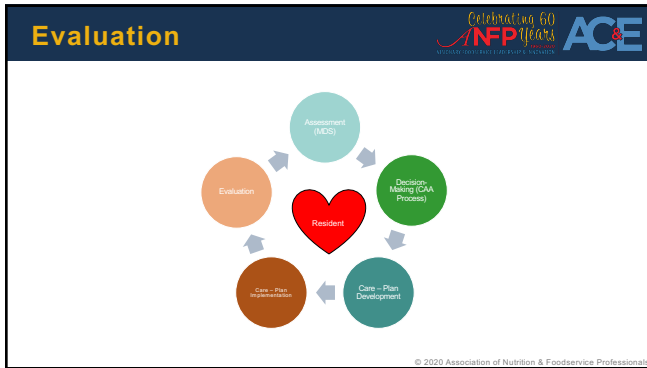 Evaluation
Celebrating 60
ANFP Years
AC&E
Assessment
(MDS)
Decision-
Making (CAA
Process)
Care – Plan
Development
Care – Plan
Implementation
Evaluation
Resident
© 2020 Association of Nutrition & Foodservice Professionals